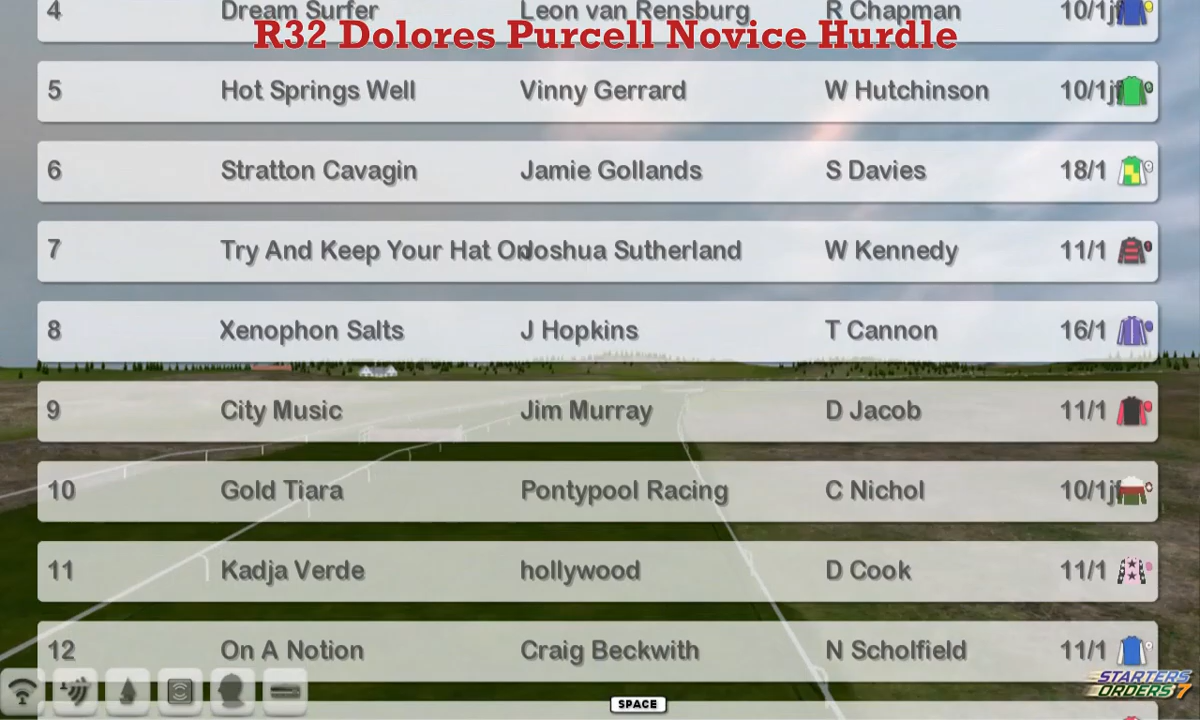 4 Dream Surfer Leon van Rensburg R Chapman 10/1jf
R32 Dolores Purcell Novice Hurdle
5 Hot Springs Well Vinny Gerrard W Hutchinson 10/1jf
6 Stratton Cavagin Jamie Gollands S Davies 18/1
7 Try And Keep Your Hat On Joshua Sutherland W Kennedy 11/1
8 Xenophon Salts J Hopkins T Cannon 16/1
9 City Music Jim Murray D Jacob 11/1
10 Gold Tiara Pontypool Racing C Nichol 10/1jf
11 Kadja Verde hollywood D Cook 11/1
12 On A Notion Craig Beckwith N Scholfield 11/1
STARTERS
ORDERS 7
SPACE